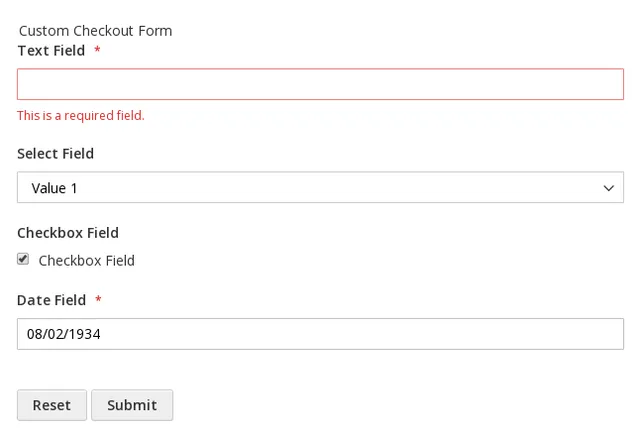 Custom Checkout Form
Text Field *
This is a required field.
Select Field
Value 1
Checkbox Field
Checkbox Field
Date Field *
08/02/1934
Reset Submit